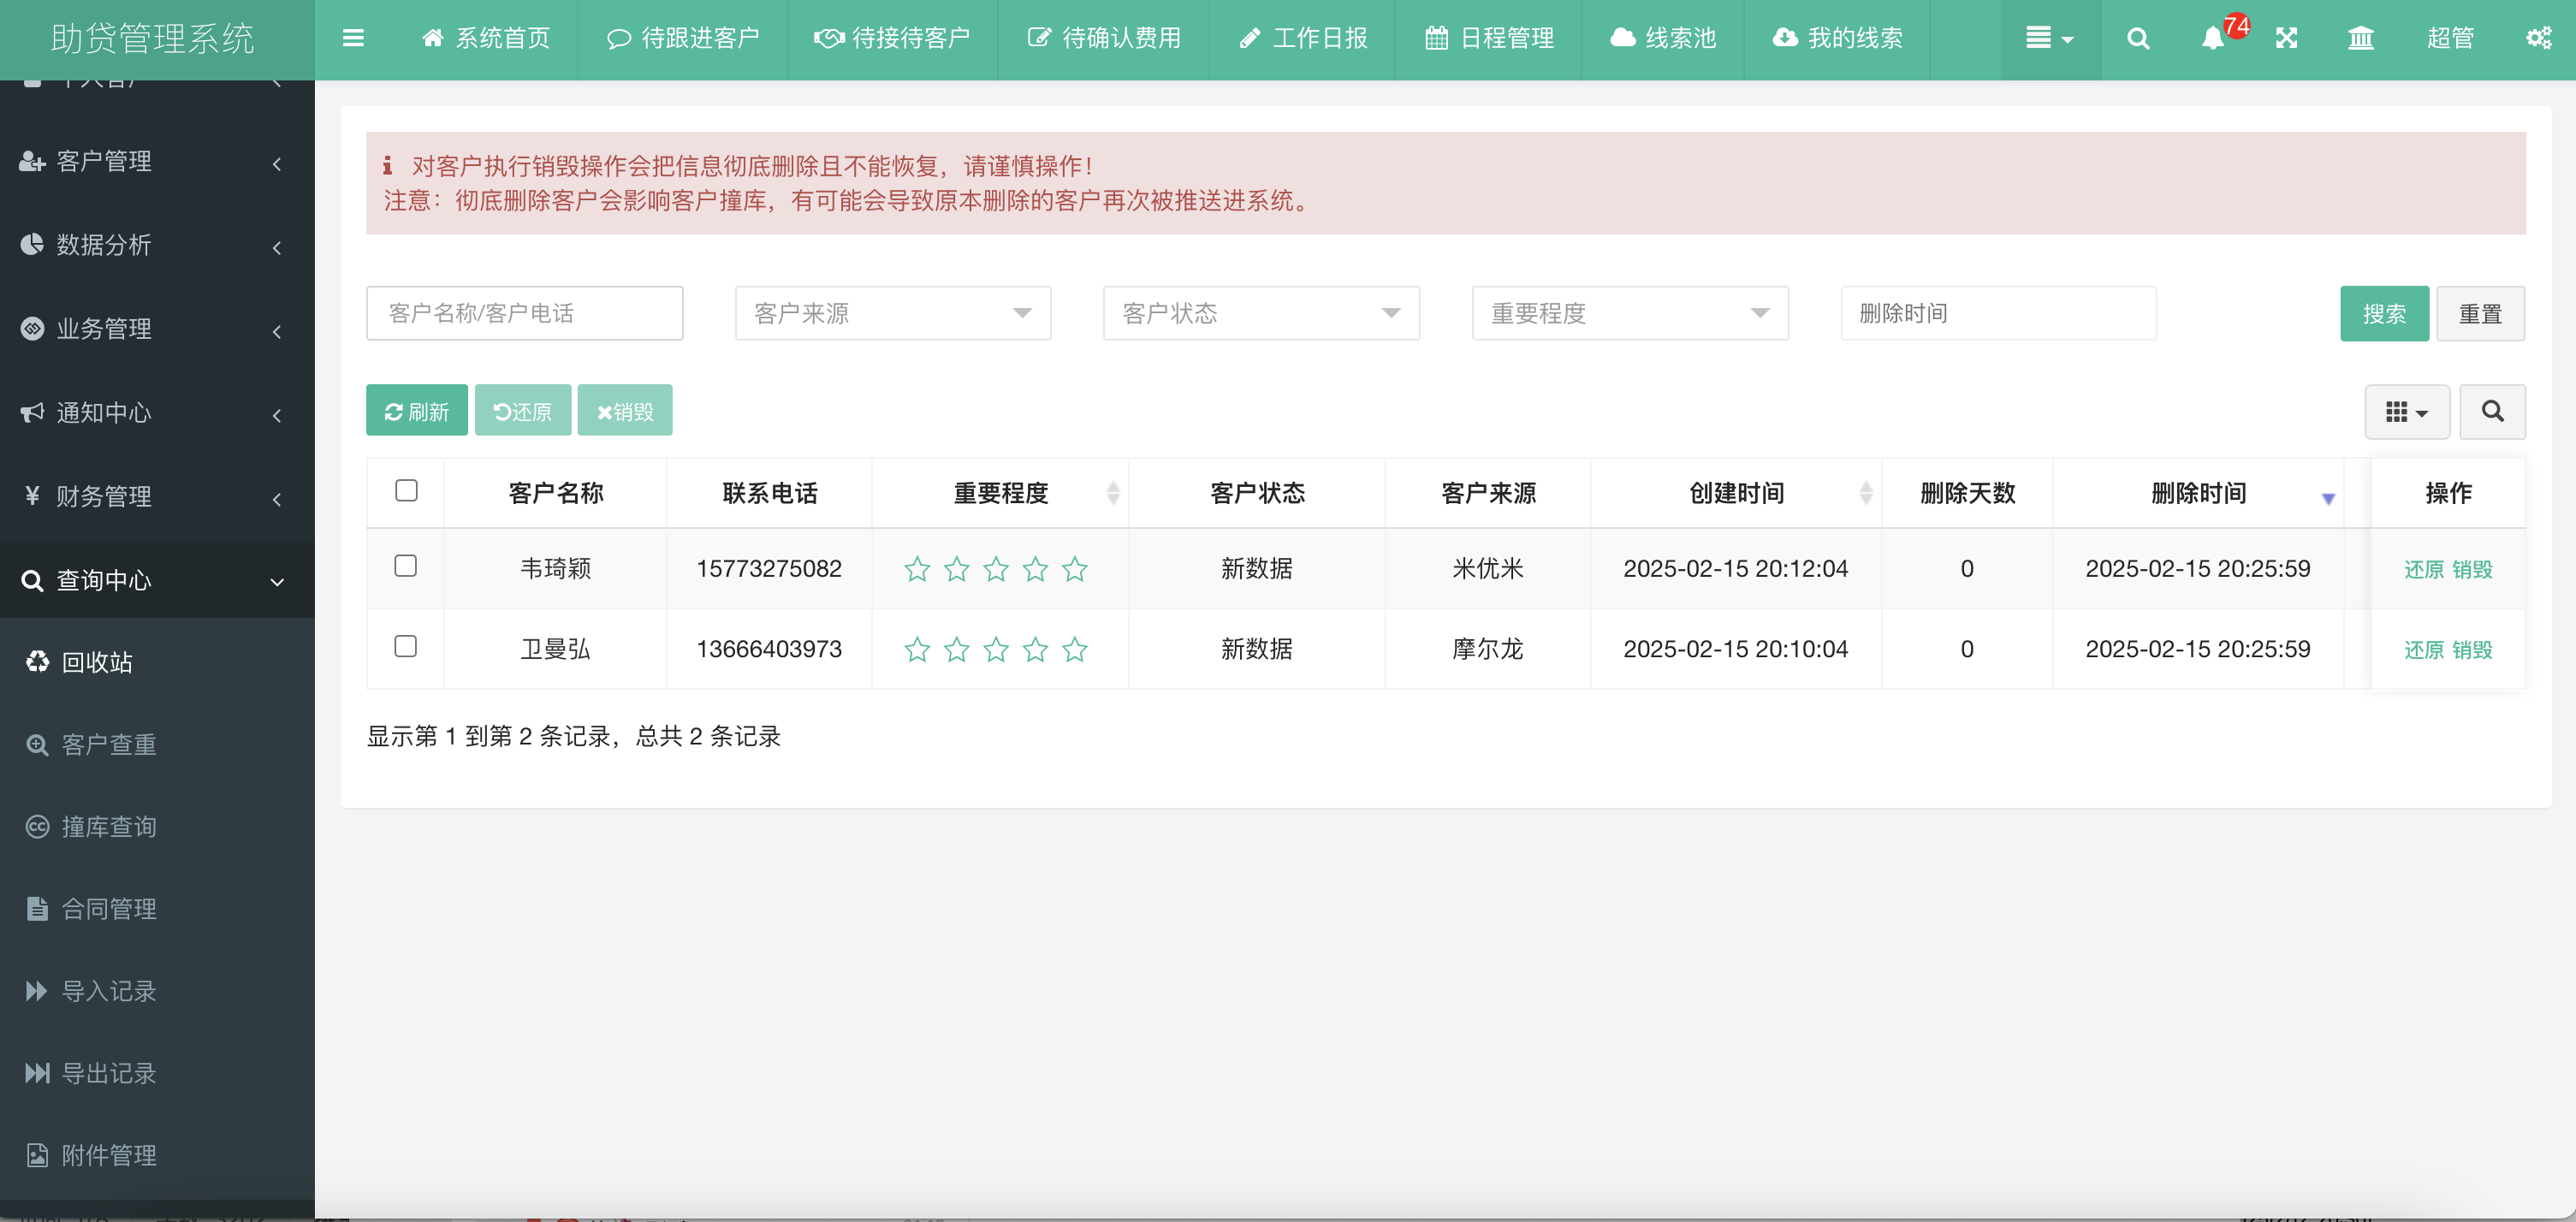 助贷管理系统
系统首页 待跟进客户 待接待客户 待确认费用 工作日报 日程管理 线索池 我的线索 74 超管
个人客户
客户管理
数据分析
业务管理
通知中心
财务管理
查询中心
回收站
客户查重
撞库查询
合同管理
导入记录
导出记录
附件管理
对客户执行销毁操作会把信息彻底删除且不能恢复，请谨慎操作！
注意：彻底删除客户会影响客户撞库，有可能会导致原本删除的客户再次被推送进系统。
客户名称/客户电话 客户来源 客户状态 重要程度 删除时间 搜索 重置
刷新 还原 销毁
客户名称 联系电话 重要程度 客户状态 客户来源 创建时间 删除天数 删除时间 操作
韦琦颖 15773275082 新数据 米优米 2025-02-15 20:12:04 0 2025-02-15 20:25:59 还原 销毁
卫曼弘 13666403973 新数据 摩尔龙 2025-02-15 20:10:04 0 2025-02-15 20:25:59 还原 销毁
显示第 1 到第 2 条记录，总共 2 条记录